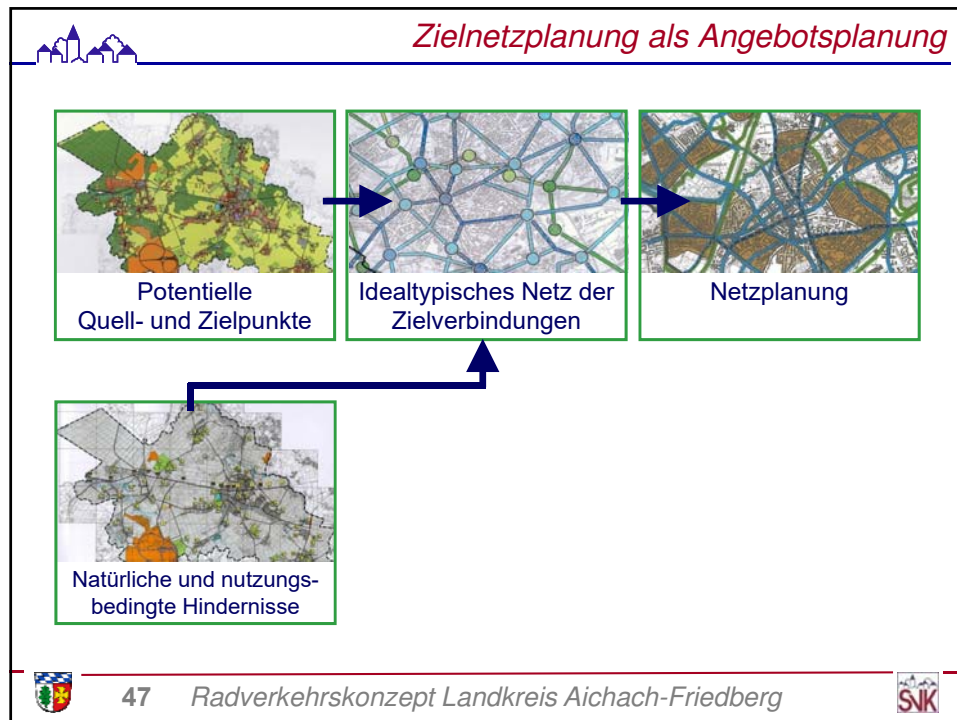 Zielnetzplanung als Angebotsplanung
Potentielle
Quell- und Zielpunkte
Idealtypisches Netz der
Zielverbindungen
Netzplanung
Natürliche und nutzungs-
bedingte Hindernisse
47 Radverkehrskonzept Landkreis Aichach-Friedberg
SVK